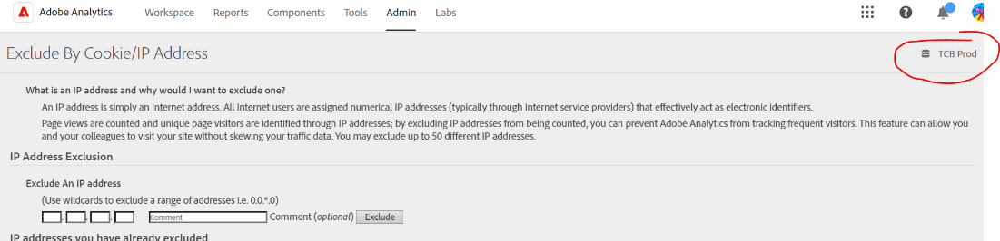 Adobe Analytics Workspace Reports Components Tools Admin Labs
Exclude By Cookie/IP Address TCB Prod
What is an IP address and why would I want to exclude one?
An IP address is simply an Internet address. All Internet users are assigned numerical IP addresses (typically through Internet service providers) that effectively act as electronic identifiers.
Page views are counted and unique page visitors are identified through IP addresses; by excluding IP addresses from being counted, you can prevent Adobe Analytics from tracking frequent visitors. This feature can allow you
and your colleagues to visit your site without skewing your traffic data. You may exclude up to 50 different IP addresses.
IP Address Exclusion
Exclude An IP address
(Use wildcards to exclude a range of addresses i.e. 0.0.*.0)
. . . Comment Comment (optional) Exclude
IP addresses you have already excluded